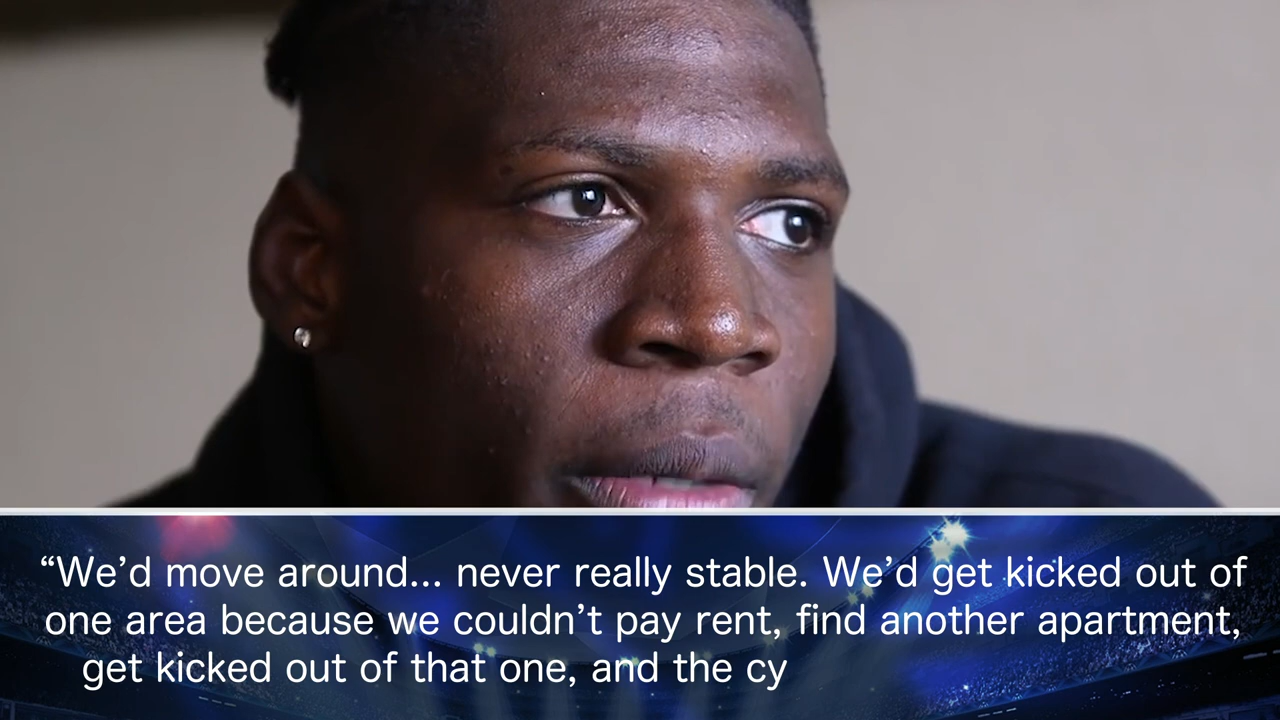 “We’d move around... never really stable. We’d get kicked out of
one area because we couldn’t pay rent, find another apartment,
get kicked out of that one, and the cy